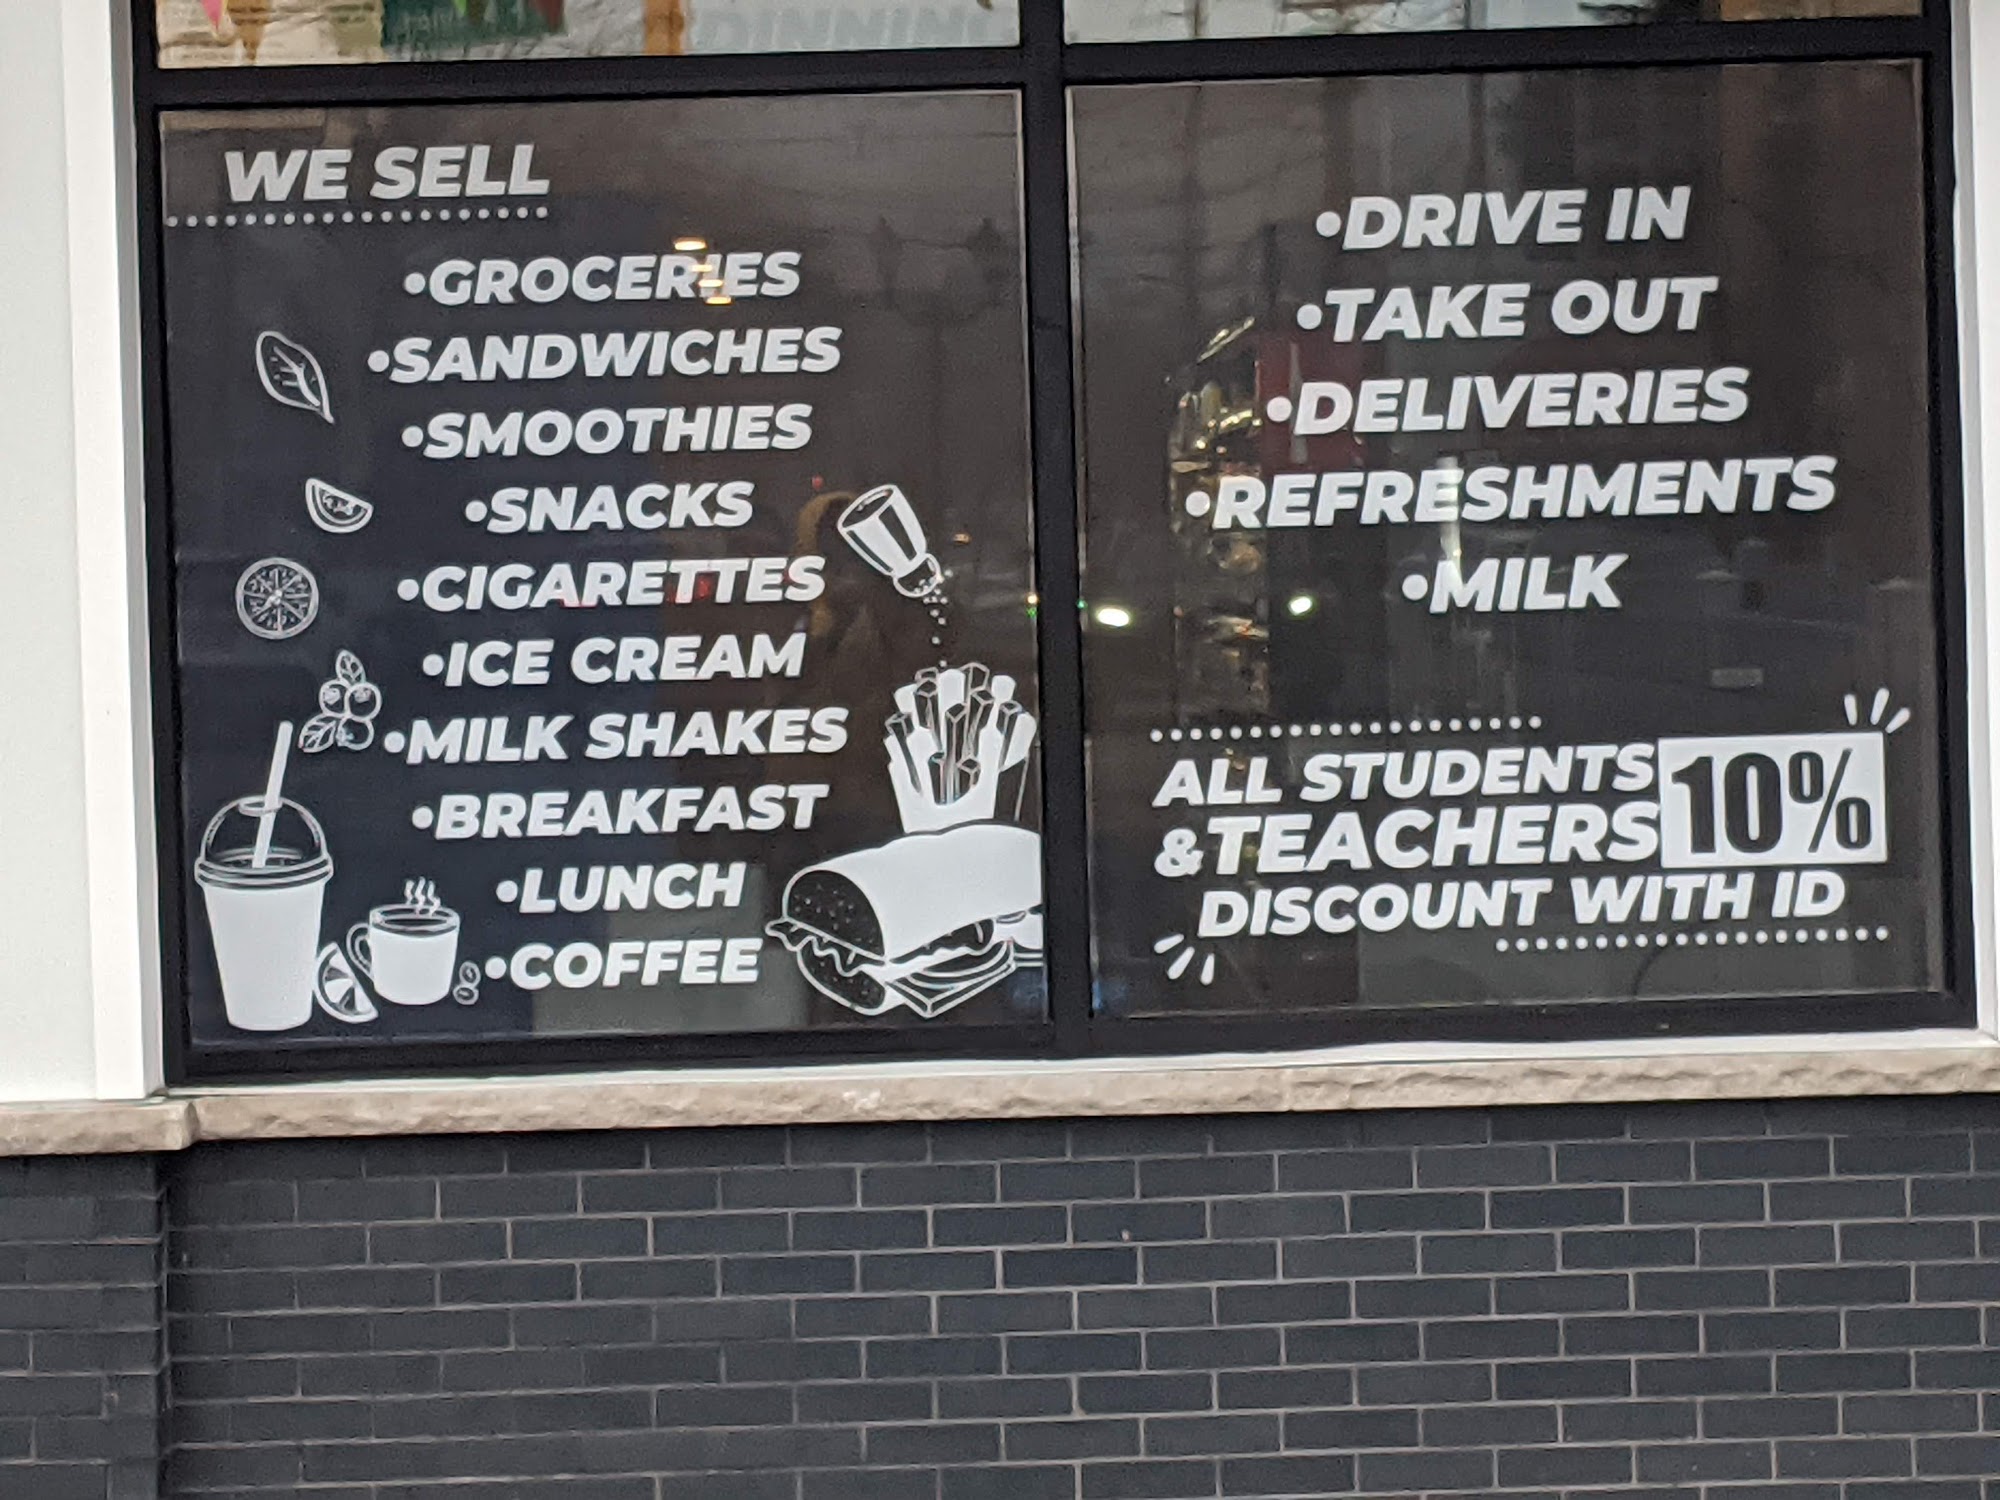 DINNING
WE SELL
•GROCERIES
•SANDWICHES
•SMOOTHIES
•SNACKS
•CIGARETTES
•ICE CREAM
•MILK SHAKES
•BREAKFAST
•LUNCH
•COFFEE
•DRIVE IN
•TAKE OUT
•DELIVERIES
•REFRESHMENTS
•MILK
ALL STUDENTS
&TEACHERS 10%
DISCOUNT WITH ID